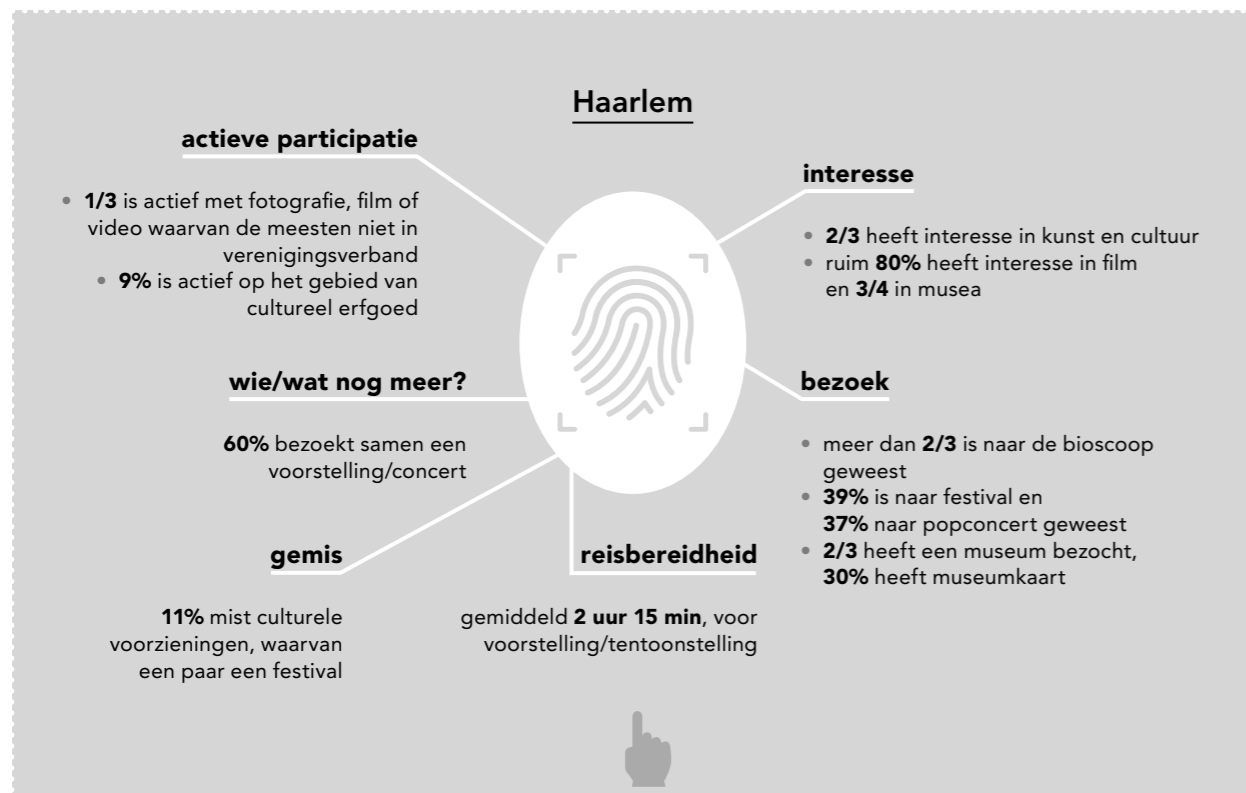 Haarlem
actieve participatie
• 1/3 is actief met fotografie, film of
video waarvan de meesten niet in
verenigingsverband
• 9% is actief op het gebied van
cultureel erfgoed
interesse
• 2/3 heeft interesse in kunst en cultuur
• ruim 80% heeft interesse in film
en 3/4 in musea
wie/wat nog meer?
60% bezoekt samen een
voorstelling/concert
bezoek
• meer dan 2/3 is naar de bioscoop
geweest
• 39% is naar festival en
37% naar popconcert geweest
• 2/3 heeft een museum bezocht,
30% heeft museumkaart
gemis
11% mist culturele
voorzieningen, waarvan
een paar een festival
reisbereidheid
gemiddeld 2 uur 15 min, voor
voorstelling/tentoonstelling